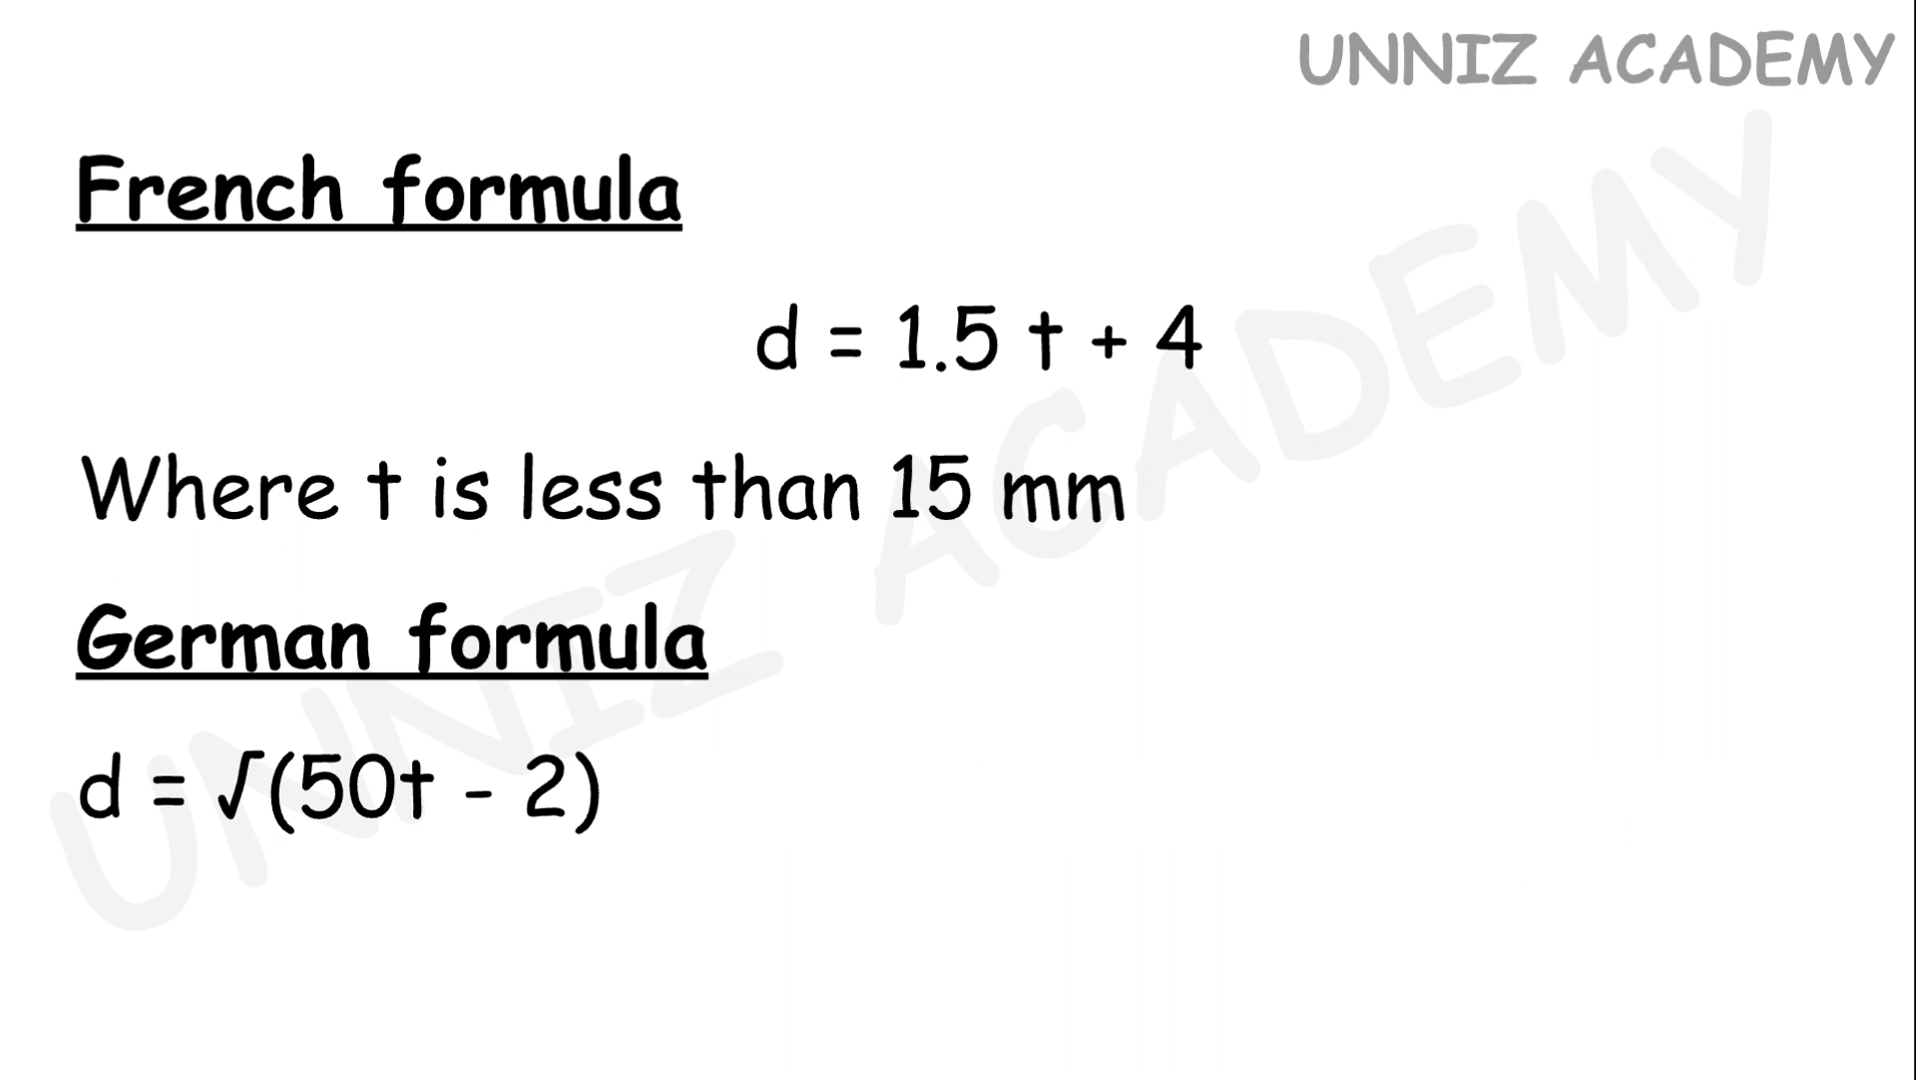 UNNIZ ACADEMY
French formula
d = 1.5 t + 4
Where t is less than 15 mm
German formula
d = √(50t - 2)
UNNIZ ACADEMY